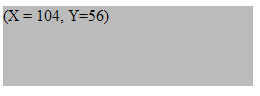 (X = 104, Y=56)